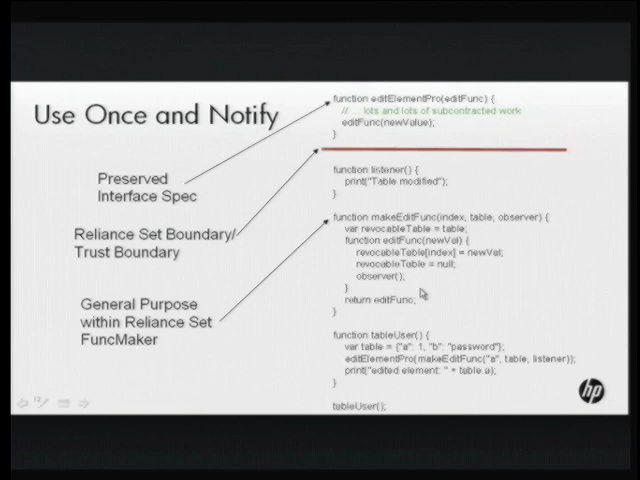 Use Once and Notify
Preserved
Interface Spec
Reliance Set Boundary/
Trust Boundary
General Purpose
within Reliance Set
FuncMaker
function editElementPro(editFunc) {
// ... lots and lots of subcontracted work
editFunc(newValue);
}
function listener() {
print("Table modified");
}
function makeEditFunc(index, table, observer) {
var revocableTable = table;
function editFunc(newVal) {
revocableTable[index] = newVal;
revocableTable = null;
observer();
}
return editFunc;
}
function tableUser() {
var table = {"a": 1, "b": "password"};
editElementPro(makeEditFunc("a", table, listener));
print("edited element: " + table.a);
}
tableUser();
12
hp